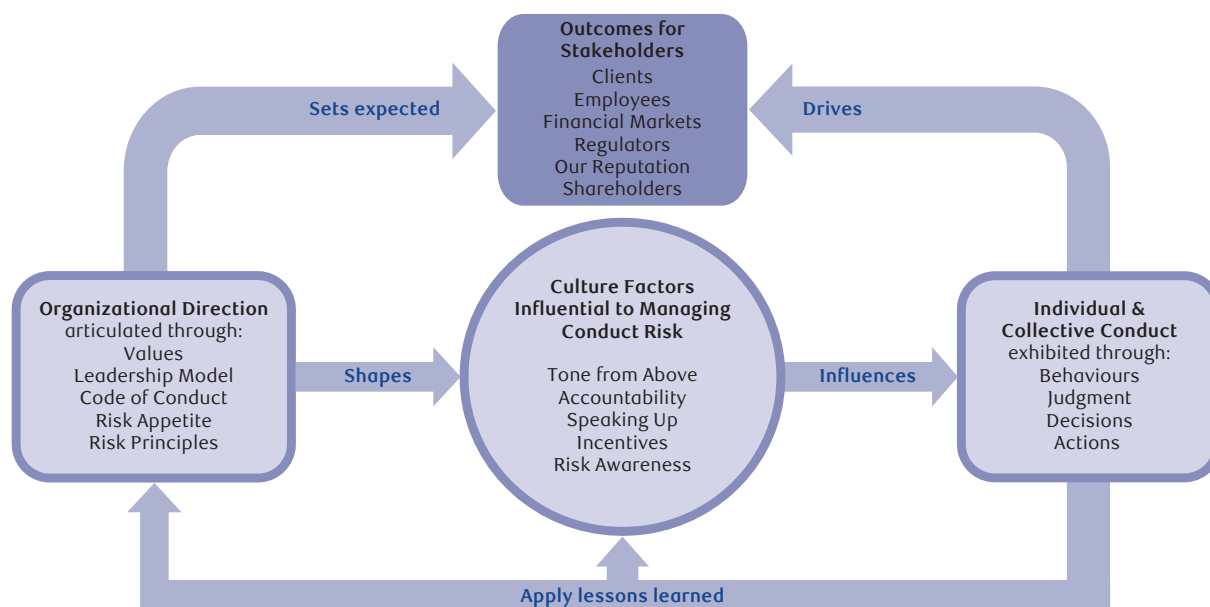 Outcomes for
Stakeholders
Clients
Employees
Financial Markets
Regulators
Our Reputation
Shareholders
Sets expected
Drives
Organizational Direction
articulated through:
Values
Leadership Model
Code of Conduct
Risk Appetite
Risk Principles
Shapes
Culture Factors
Influential to Managing
Conduct Risk
Tone from Above
Accountability
Speaking Up
Incentives
Risk Awareness
Influences
Individual &
Collective Conduct
exhibited through:
Behaviours
Judgment
Decisions
Actions
Apply lessons learned